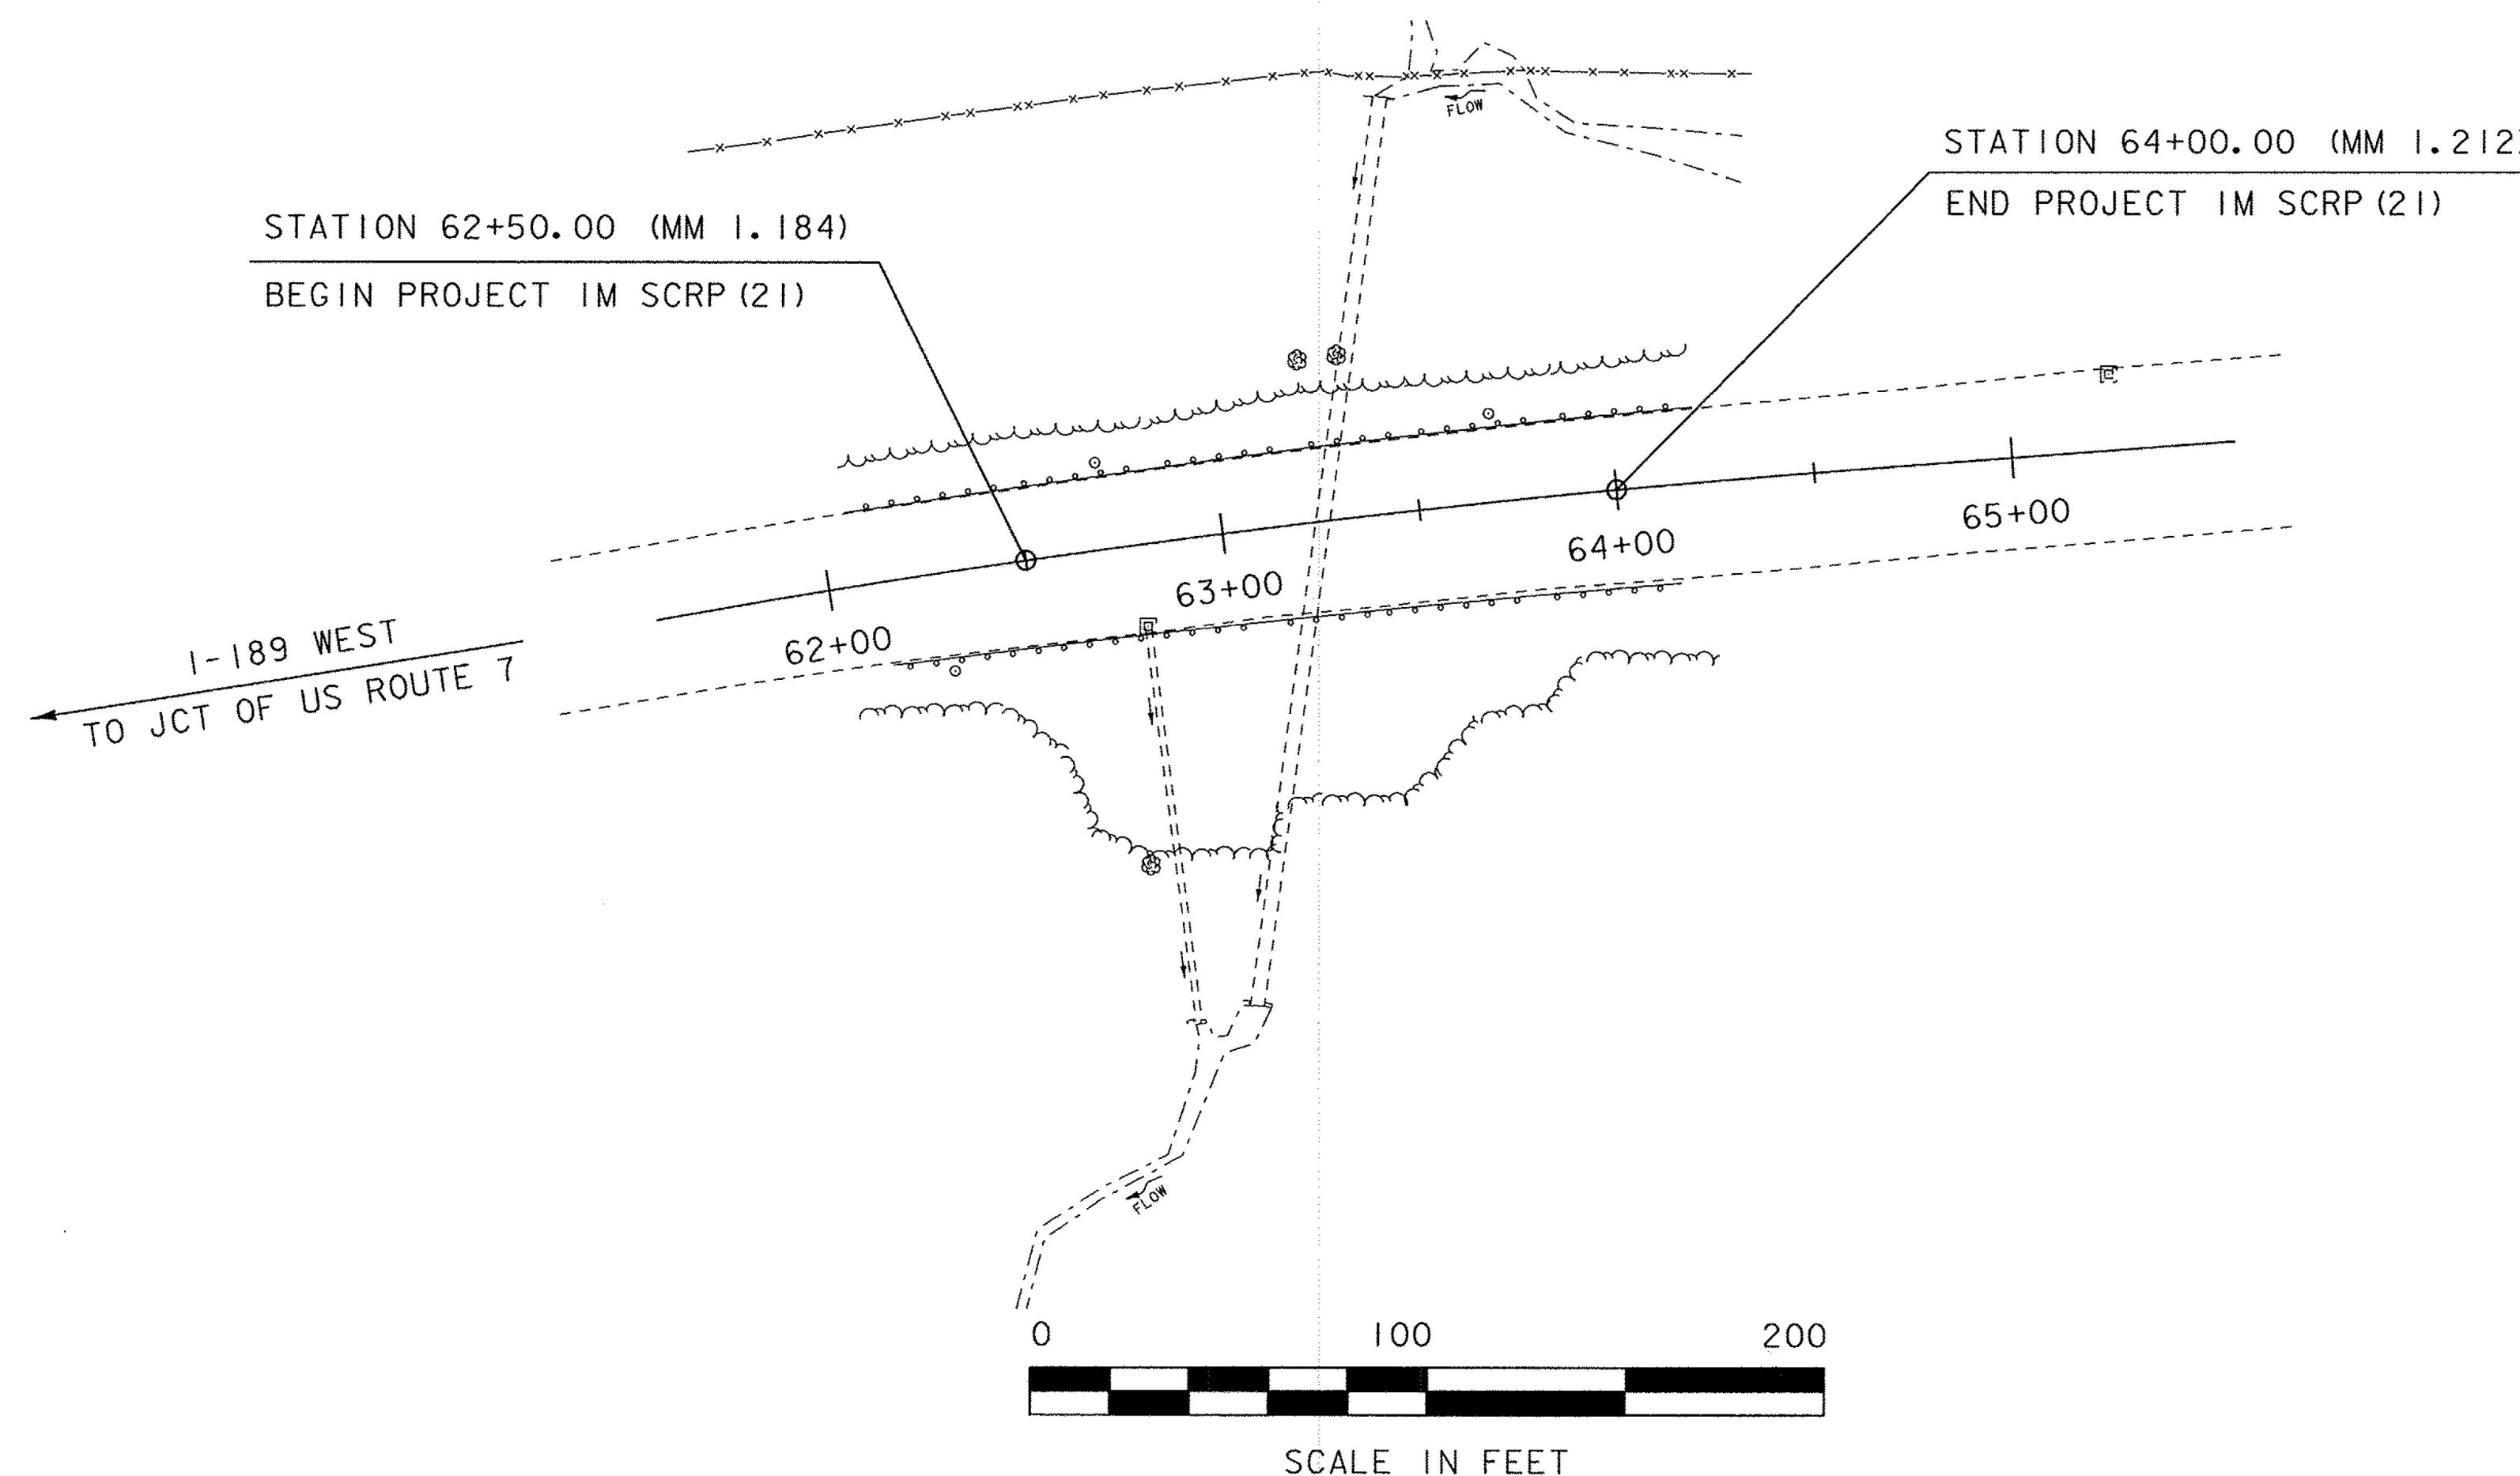 FLOW
STATION 64+00.00 (MM 1.212)
END PROJECT IM SCRP (21)
STATION 62+50.00 (MM 1.184)
BEGIN PROJECT IM SCRP (21)
65+00
64+00
63+00
62+00
I-189 WEST
TO JCT OF US ROUTE 7
FLOW
0 100 200
SCALE IN FEET